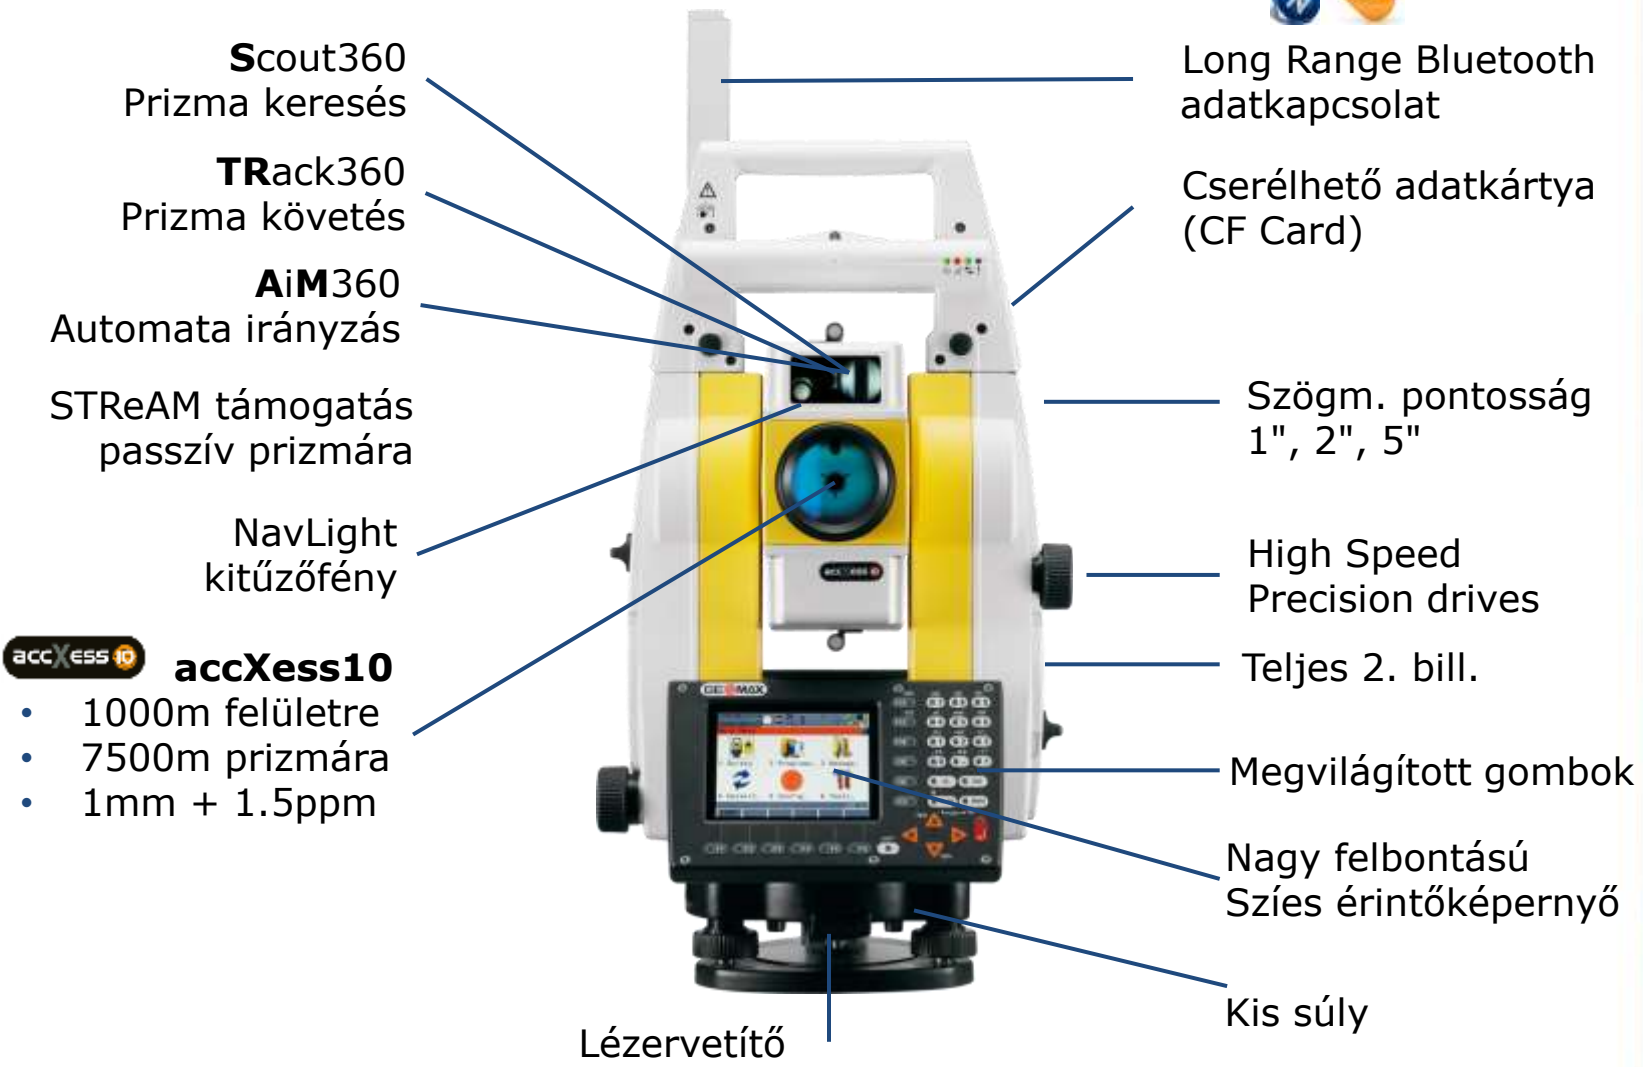 Scout360
Prizma keresés
TRack360
Prizma követés
AiM360
Automata irányzás
STReAM támogatás
passzív prizmára
NavLight
kitűzőfény
accXess10
accXess10
• 1000m felületre
• 7500m prizmára
• 1mm + 1.5ppm
Long Range Bluetooth
adatkapcsolat
Cserélhető adatkártya
(CF Card)
Szögm. pontosság
1", 2", 5"
High Speed
Precision drives
Teljes 2. bill.
Megvilágított gombok
Nagy felbontású
Szíes érintőképernyő
Kis súly
Lézervetítő
accXess10
GEOMAX